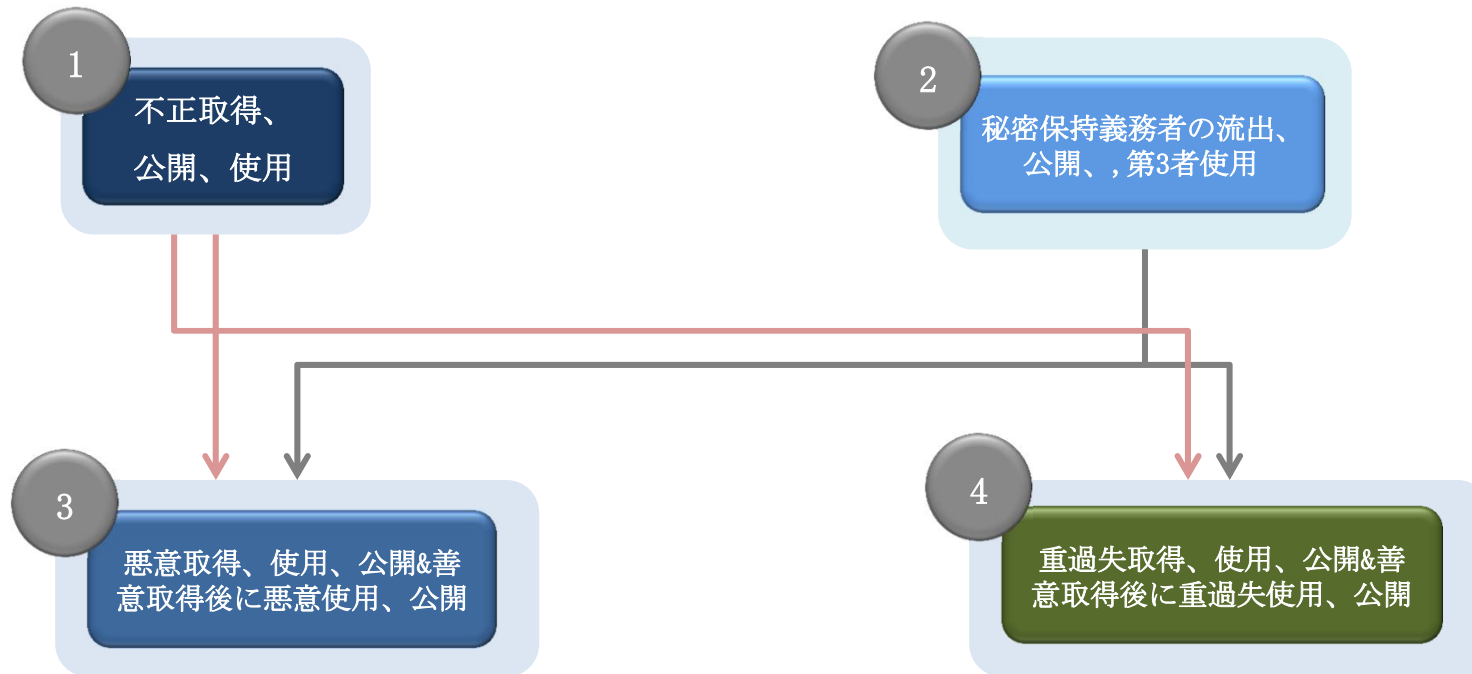 1
不正取得、
公開、使用
2
秘密保持義務者の流出、
公開、,第3者使用
3
悪意取得、使用、公開&善
意取得後に悪意使用、公開
4
重過失取得、使用、公開&善
意取得後に重過失使用、公開